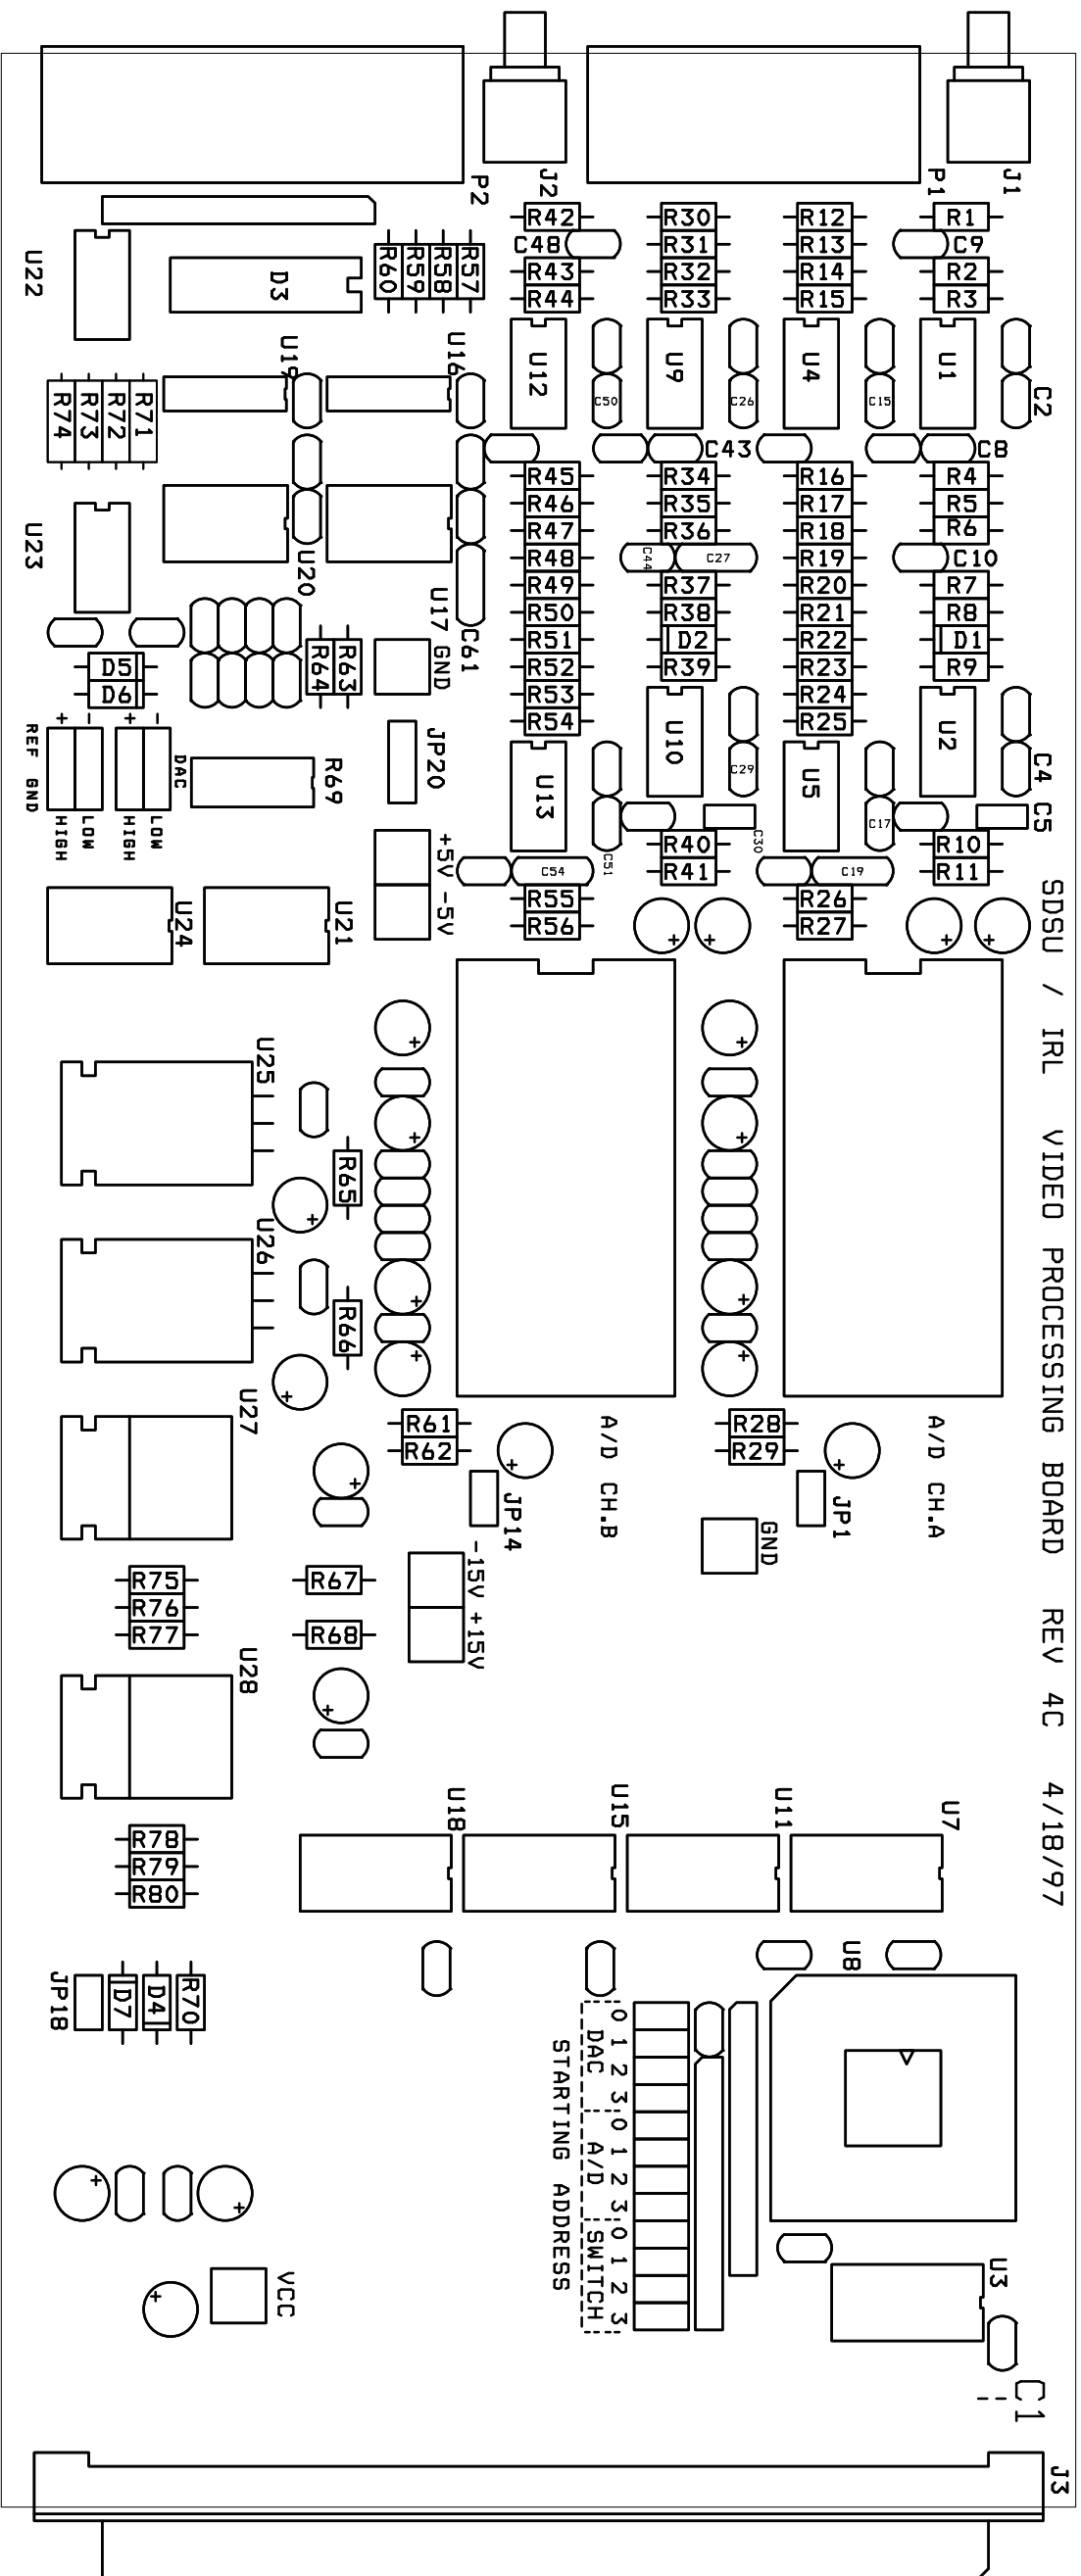 J1
P1
J2
P2
R1
C9
R2
R3
R12
R13
R14
R15
R30
R31
R32
R33
R42
C48
R43
R44
R57
R58
R59
R60
D3
U22
U1
C2
U4
C15
U9
C26
U12
C50
U16
U19
R71
R72
R73
R74
C8
C43
R4
R5
R6
C10
R7
R8
D1
R9
R16
R17
R18
R19
R20
R21
R22
R23
R24
R25
R34
R35
R36
C44
C27
R37
R38
D2
R39
R45
R46
R47
R48
R49
R50
R51
R52
R53
R54
U23
U20
U17
GND
C61
R63
R64
D5
D6
U2
C4
C5
U10
C29
U5
C17
U13
C30
C51
JP20
R69
+ - + -
DAC
REF GND
LOW
HIGH
LOW
HIGH
R10
R11
C19
R26
R27
R40
R41
C54
R55
R56
+5V -5V
U21
U24
SDSU / IRL VIDEO PROCESSING BOARD REV 4C 4/18/97
U25
R65
U26
R66
U27
R61
R62
JP14
A/D CH.B
R28
R29
JP1
A/D CH.A
GND
-15V +15V
R75
R76
R77
R67
R68
U28
R78
R79
R80
U18
U15
U11
U7
U8
JP18
D7
D4
R70
0 1 2 3 0 1 2 3 0 1 2 3
DAC A/D SWITCH
STARTING ADDRESS
VCC
U3
C1
J3